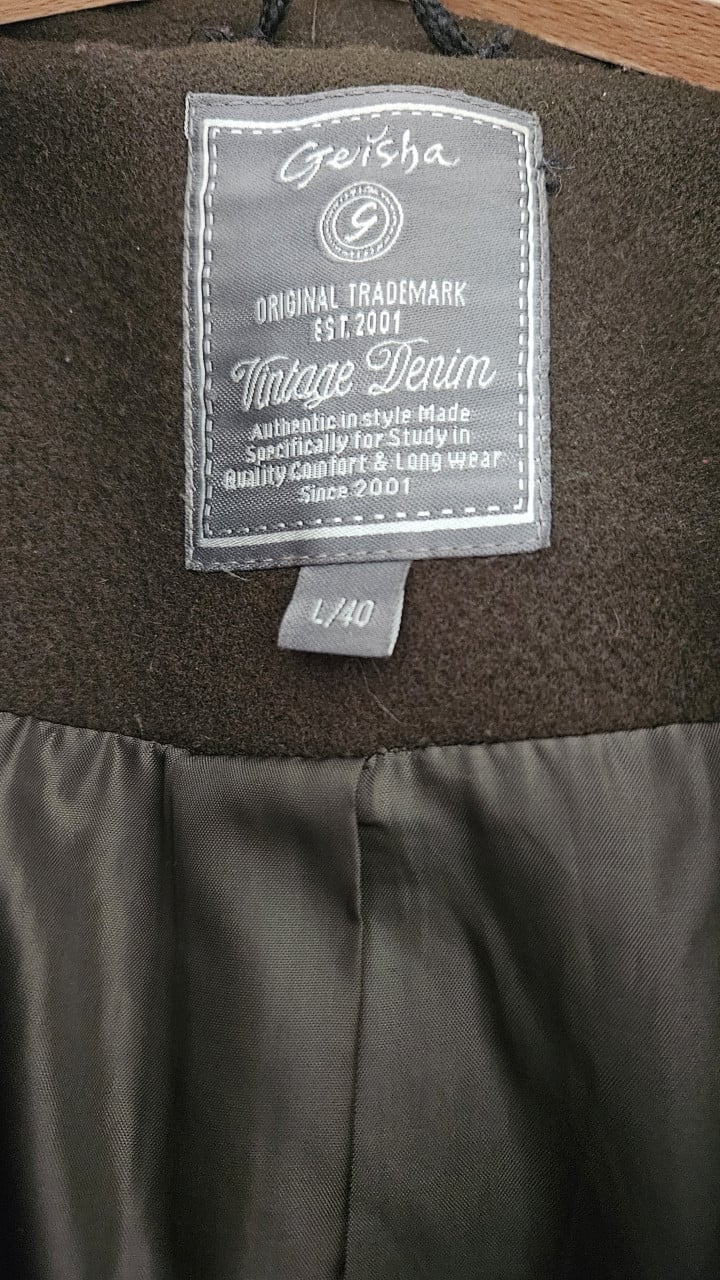 Geisha
G
ORIGINAL TRADEMARK
EST. 2001
Vintage Denim
Authentic in style Made
Specifically for Study in
Quality Comfort & Long wear
Since 2001
L/40